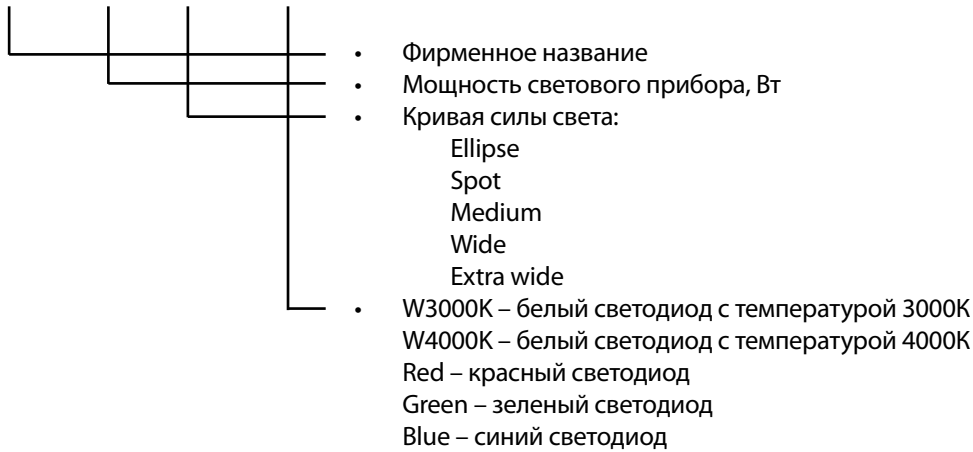 • Фирменное название
• Мощность светового прибора, Вт
• Кривая силы света:
Ellipse
Spot
Medium
Wide
Extra wide
• W3000K – белый светодиод с температурой 3000K
W4000K – белый светодиод с температурой 4000K
Red – красный светодиод
Green – зеленый светодиод
Blue – синий светодиод